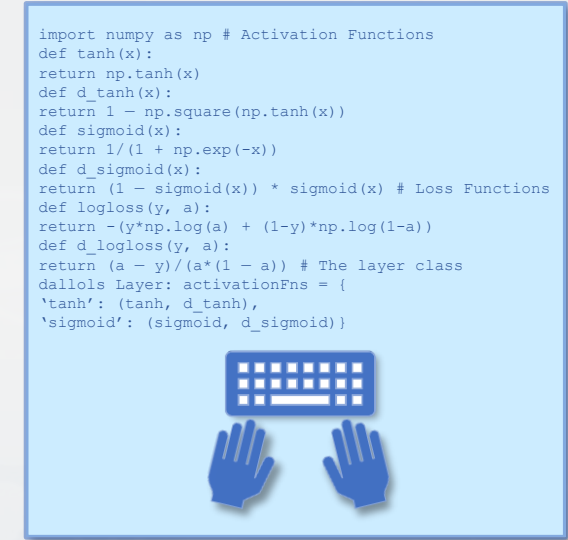 import numpy as np # Activation Functions
def tanh(x):
return np.tanh(x)
def d_tanh(x):
return 1 – np.square(np.tanh(x))
def sigmoid(x):
return 1/(1 + np.exp(-x))
def d_sigmoid(x):
return (1 – sigmoid(x)) * sigmoid(x) # Loss Functions
def logloss(y, a):
return -(y*np.log(a) + (1-y)*np.log(1-a))
def d_logloss(y, a):
return (a – y)/(a*(1 – a)) # The layer class
dallols Layer: activationFns = {
‘tanh’: (tanh, d_tanh),
‘sigmoid’: (sigmoid, d_sigmoid)}